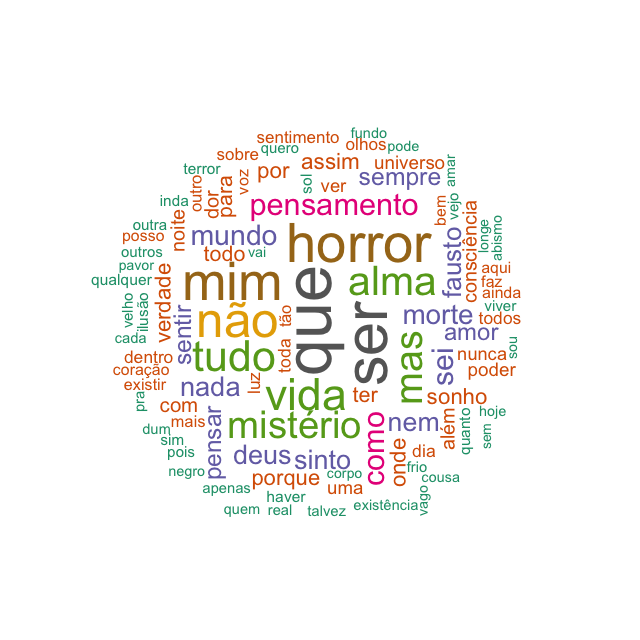 fundo
sentimento olhos
quero pode
sobre assim universo
terror por sempre
amar
voz sol ver
outro para
inda dor pensamento bem
vejo
outra noite mundo horror fausto consciência
posso todo vai longe
outros abismo
pavor mim que alma aqui
qualquer verdade faz
ainda
velho ilusão não tão ser morte viver
sentir todos
cada tudo toda mas amor sou
dentro sei nunca
coração nada luz vida poder
existir ter sonho
pra com mistério como nem além quanto hoje
mais sem
dum pensar
sim deus sinto onde dia
pois
negro porque corpo frio cousa
apenas uma
haver vago
quem real talvez existência